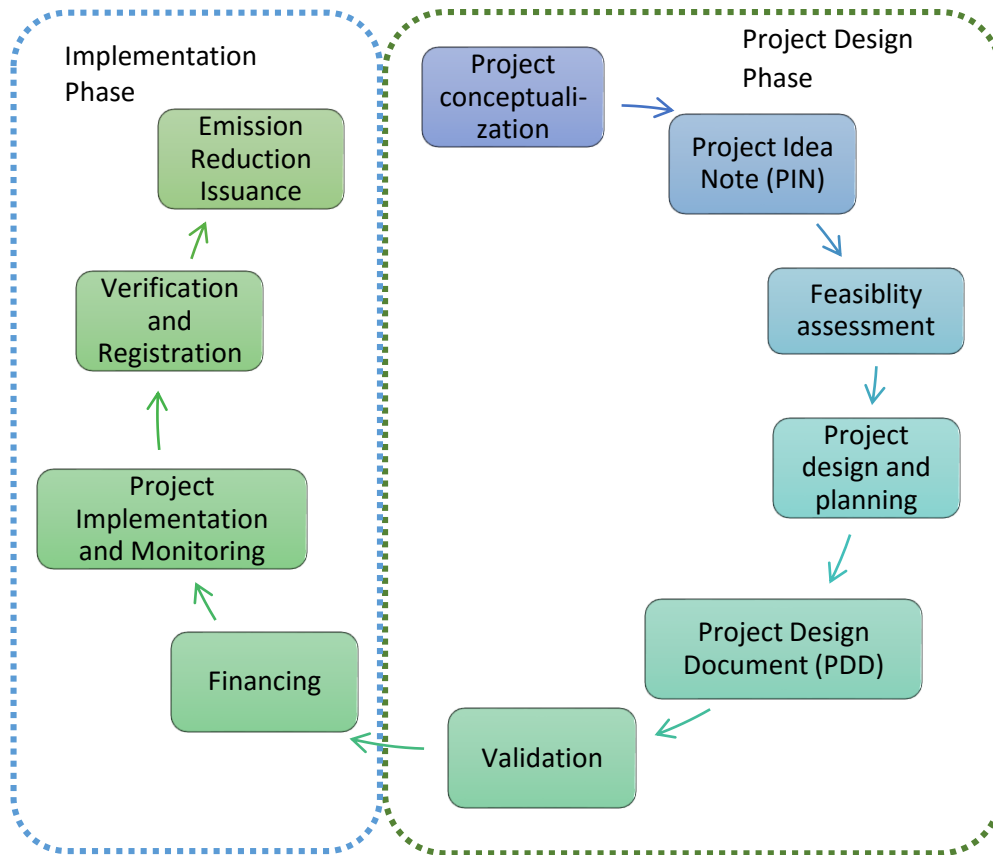 Implementation
Phase
Project Design
Phase
Project
conceptuali-
zation
Project Idea
Note (PIN)
Feasiblity
assessment
Project
design and
planning
Project Design
Document (PDD)
Validation
Financing
Project
Implementation
and Monitoring
Verification
and
Registration
Emission
Reduction
Issuance